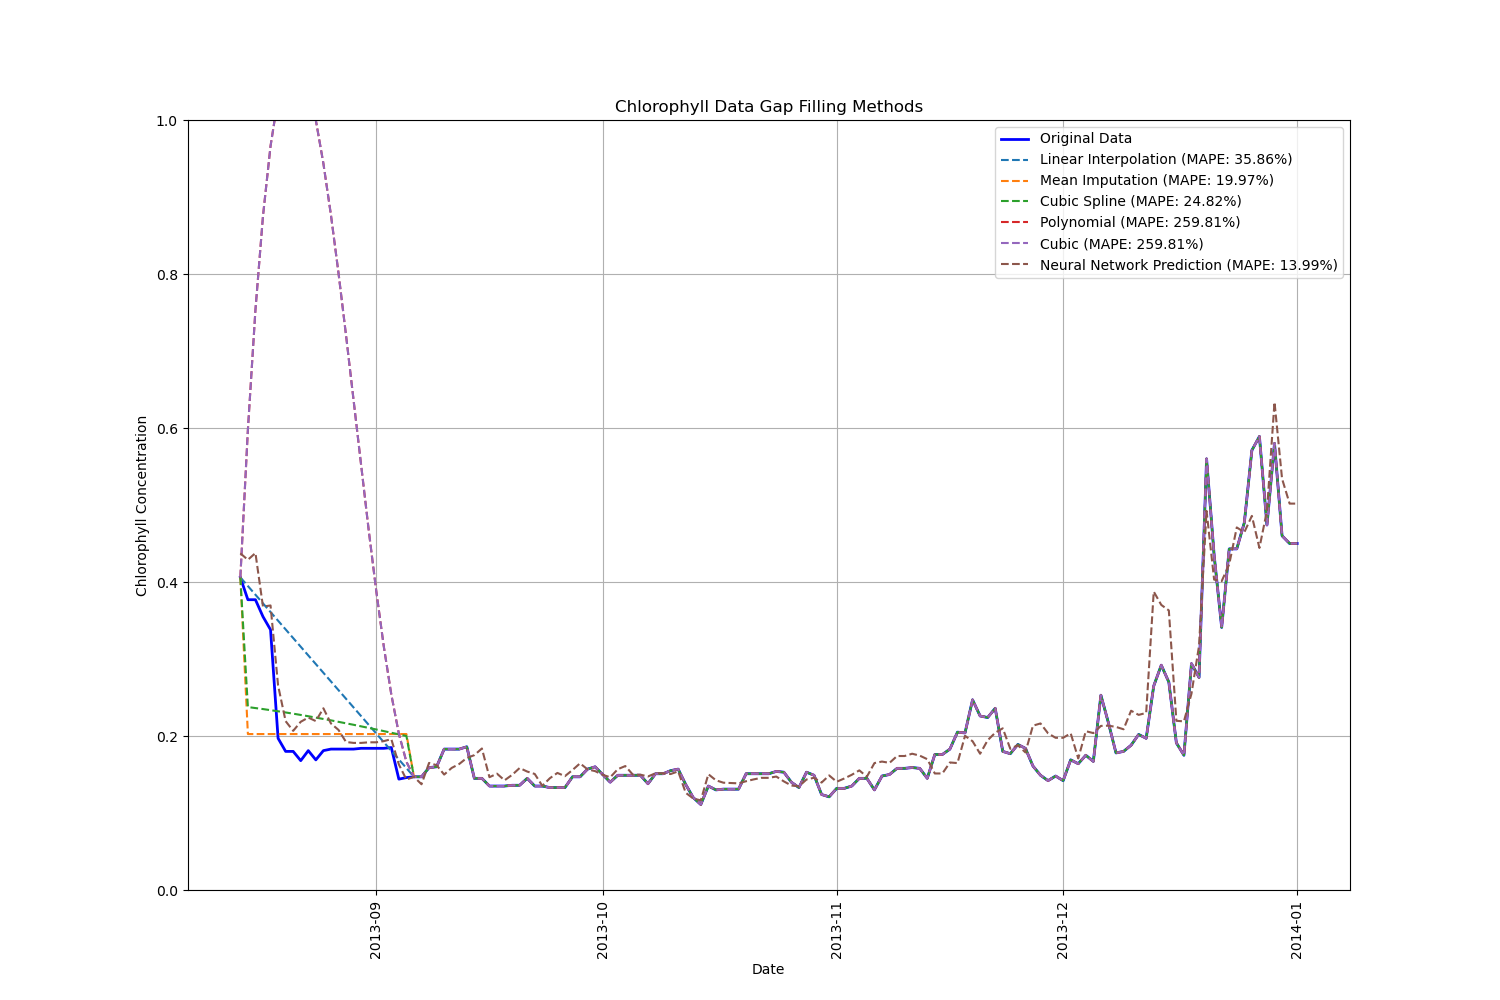 Chlorophyll Data Gap Filling Methods
1.0
0.8
0.6
0.4
0.2
0.0
Chlorophyll Concentration
Original Data
Linear Interpolation (MAPE: 35.86%)
Mean Imputation (MAPE: 19.97%)
Cubic Spline (MAPE: 24.82%)
Polynomial (MAPE: 259.81%)
Cubic (MAPE: 259.81%)
Neural Network Prediction (MAPE: 13.99%)
2013-09
2013-10
2013-11
2013-12
2014-01
Date